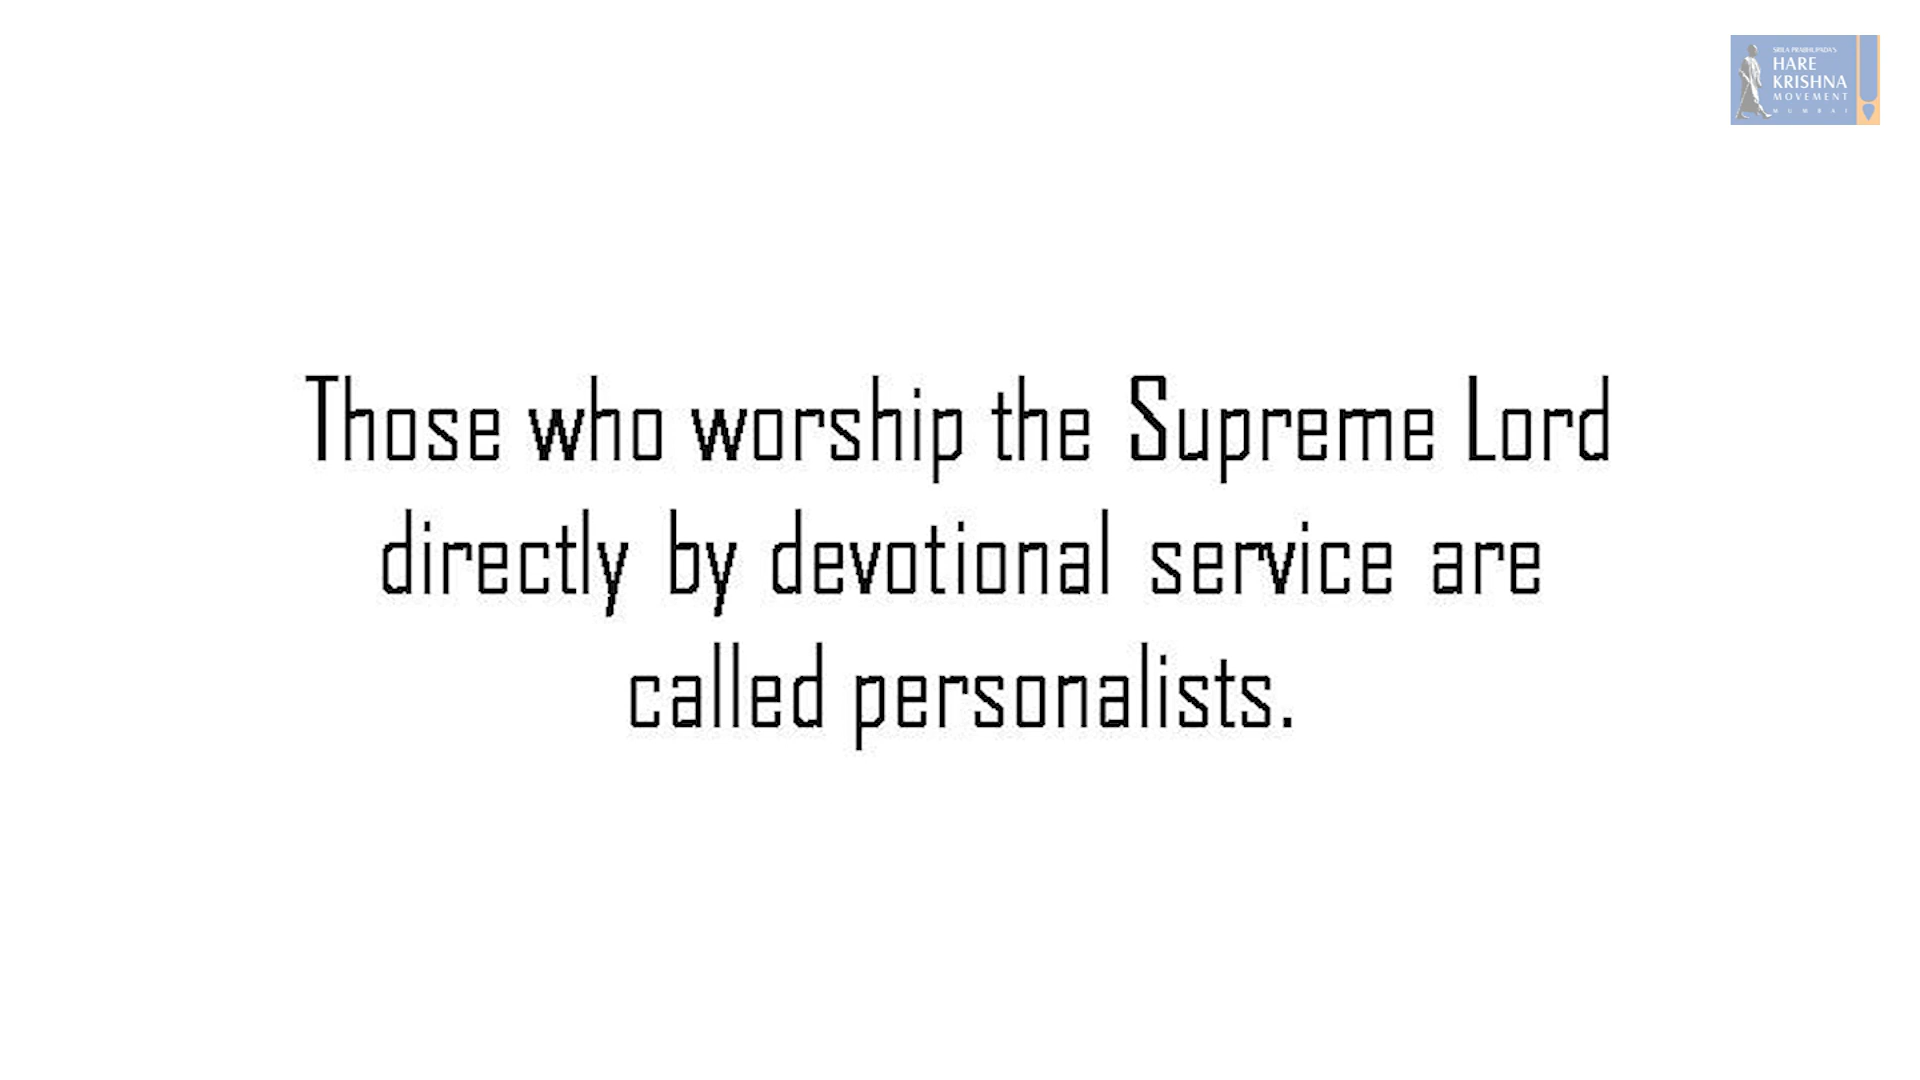 SRILA PRABHUPADA'S
HARE
KRISHNA
MOVEMENT
MUMBAI
Those who worship the Supreme Lord
directly by devotional service are
called personalists.